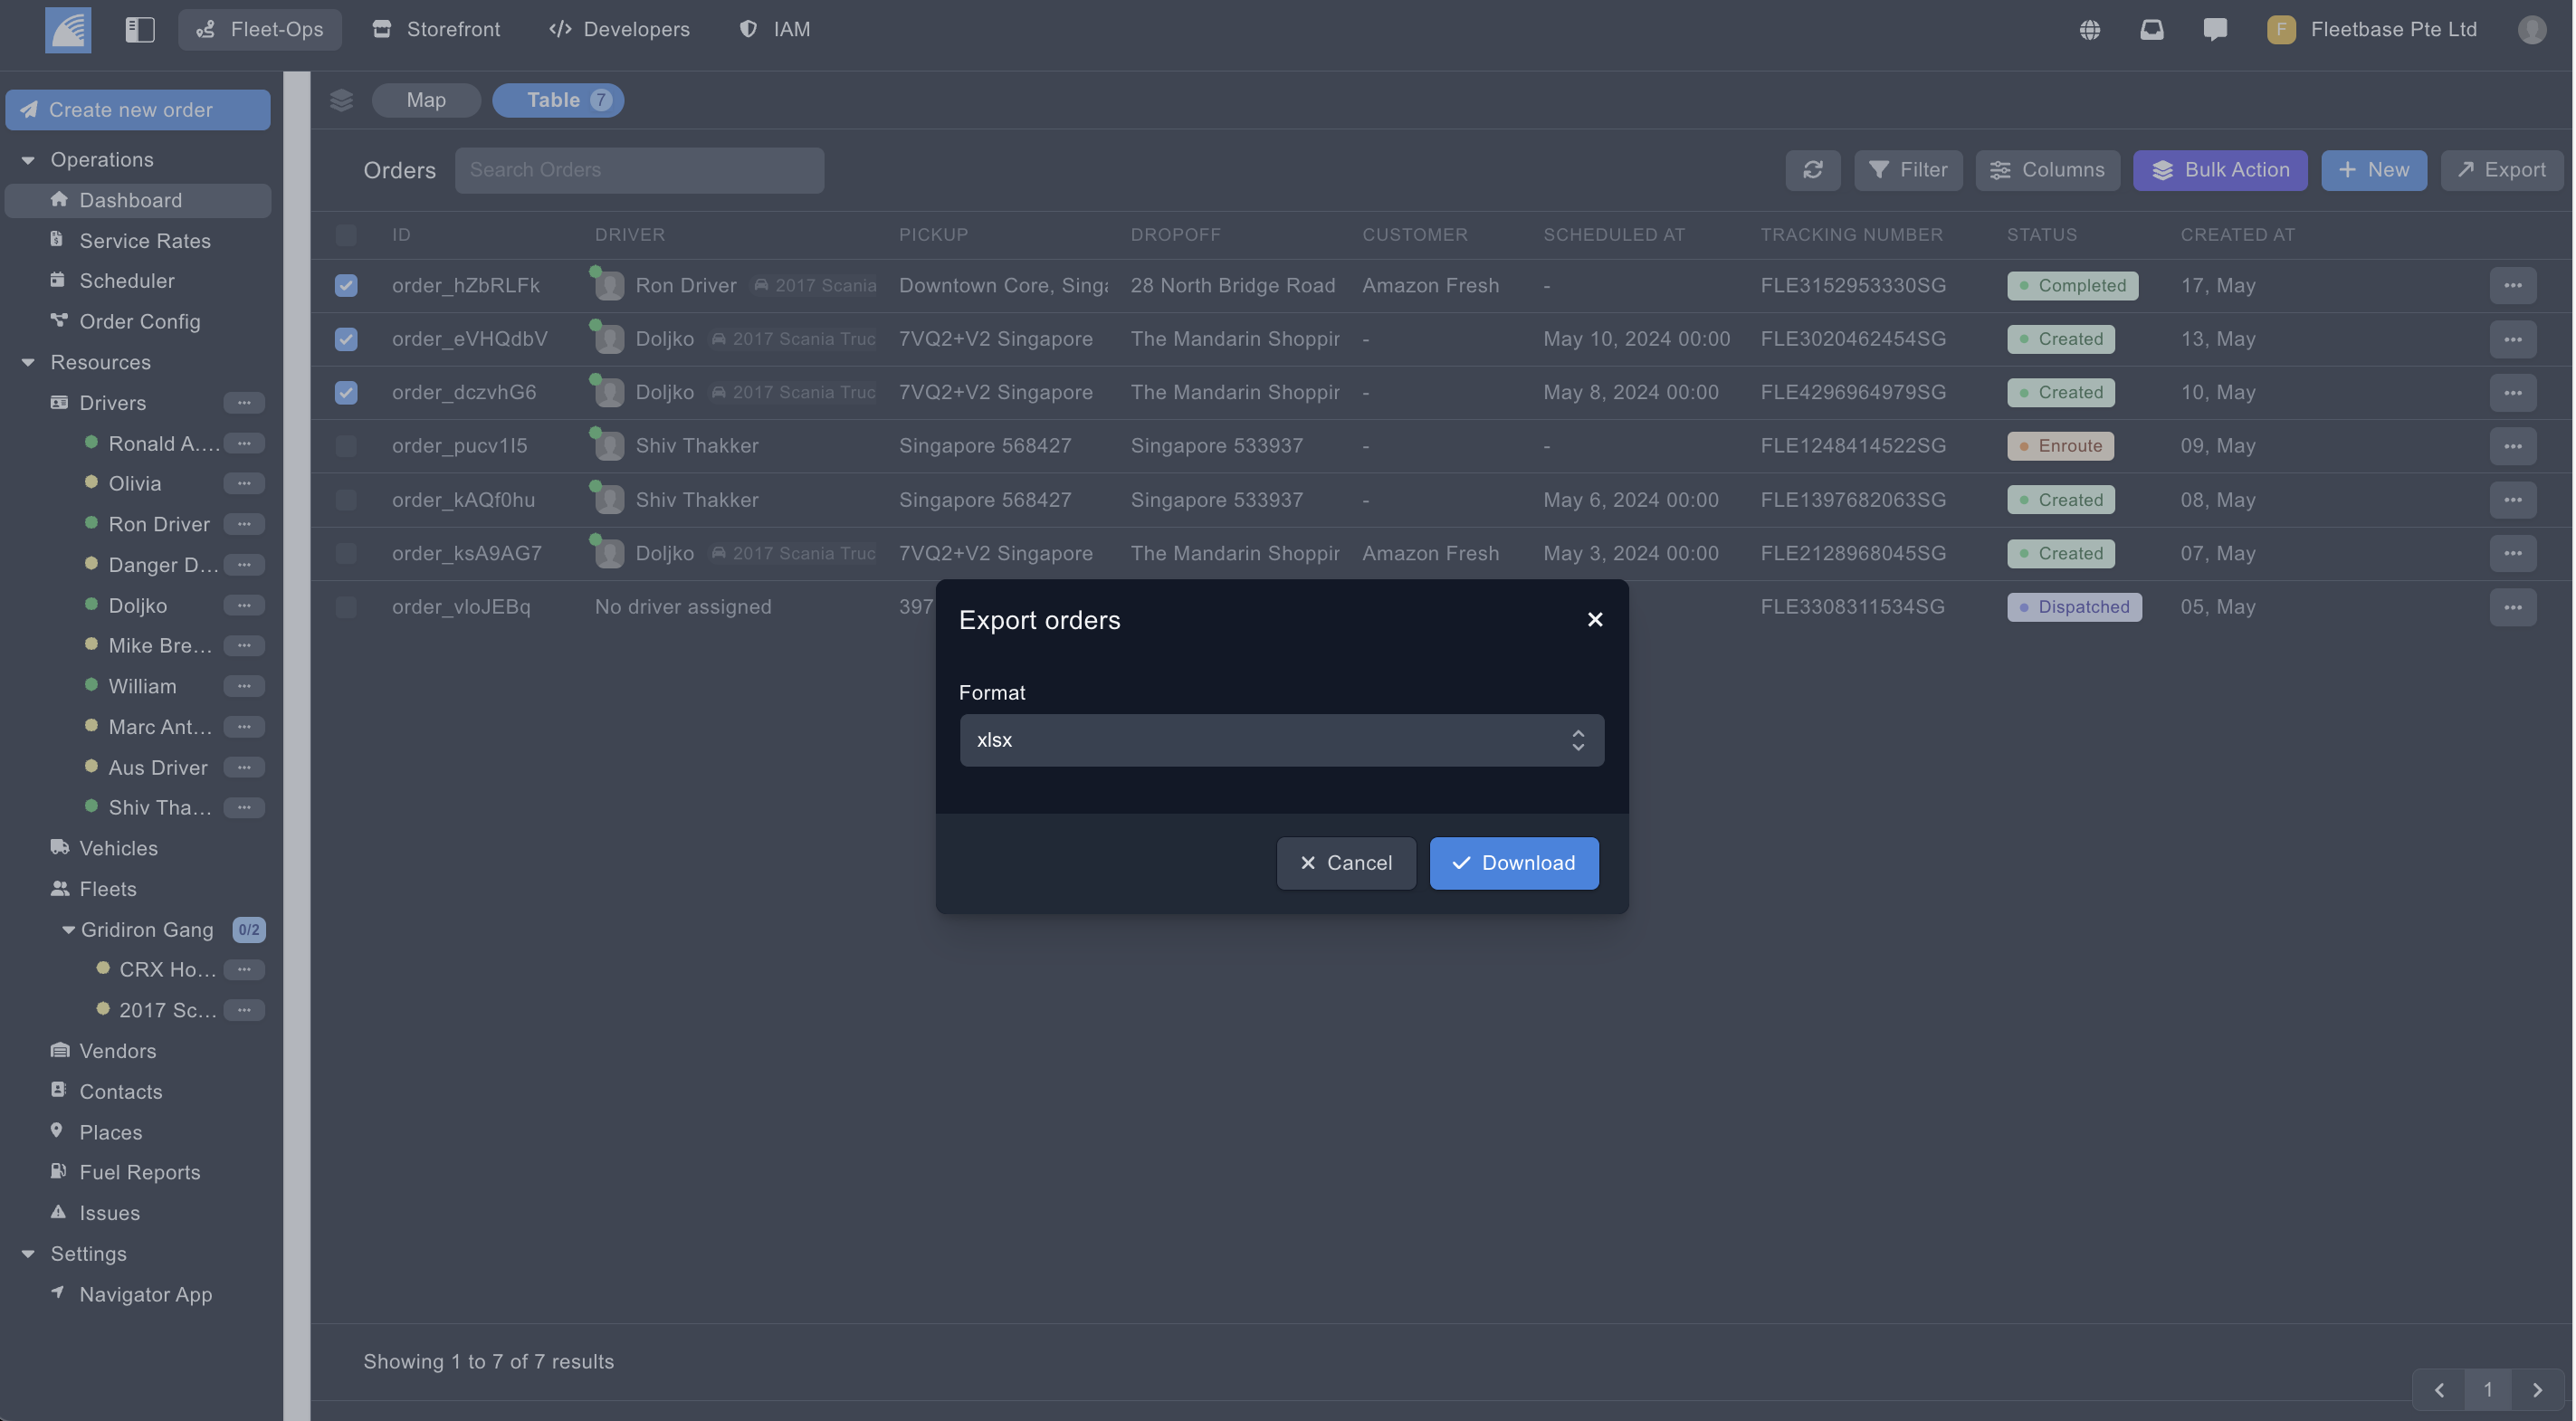 Fleet-Ops Storefront Developers IAM F Fleetbase Pte Ltd
Create new order
Operations
Dashboard
Service Rates
Scheduler
Order Config
Resources
Drivers
Ronald A....
Olivia
Ron Driver
Danger D...
Doljko
Mike Bre...
William
Marc Ant...
Aus Driver
Shiv Tha...
Vehicles
Fleets
Gridiron Gang 0/2
CRX Ho...
2017 Sc...
Vendors
Contacts
Places
Fuel Reports
Issues
Settings
Navigator App
Map Table 7
Orders Search Orders Filter Columns Bulk Action New Export
ID DRIVER PICKUP DROPOFF CUSTOMER SCHEDULED AT TRACKING NUMBER STATUS CREATED AT
order_hZbRLFk Ron Driver 2017 Scania Downtown Core, Singa 28 North Bridge Road Amazon Fresh - FLE3152953330SG Completed 17, May
order_eVHQdbV Doljko 2017 Scania Truc 7VQ2+V2 Singapore The Mandarin Shoppin - May 10, 2024 00:00 FLE3020462454SG Created 13, May
order_dczvhG6 Doljko 2017 Scania Truc 7VQ2+V2 Singapore The Mandarin Shoppin - May 8, 2024 00:00 FLE4296964979SG Created 10, May
order_pucv1I5 Shiv Thakker Singapore 568427 Singapore 533937 - - FLE1248414522SG Enroute 09, May
order_kAQf0hu Shiv Thakker Singapore 568427 Singapore 533937 - May 6, 2024 00:00 FLE1397682063SG Created 08, May
order_ksA9AG7 Doljko 2017 Scania Truc 7VQ2+V2 Singapore The Mandarin Shoppin Amazon Fresh May 3, 2024 00:00 FLE2128968045SG Created 07, May
order_vloJEBq No driver assigned 397 FLE3308311534SG Dispatched 05, May
Export orders
Format
xlsx
Cancel Download
Showing 1 to 7 of 7 results
1